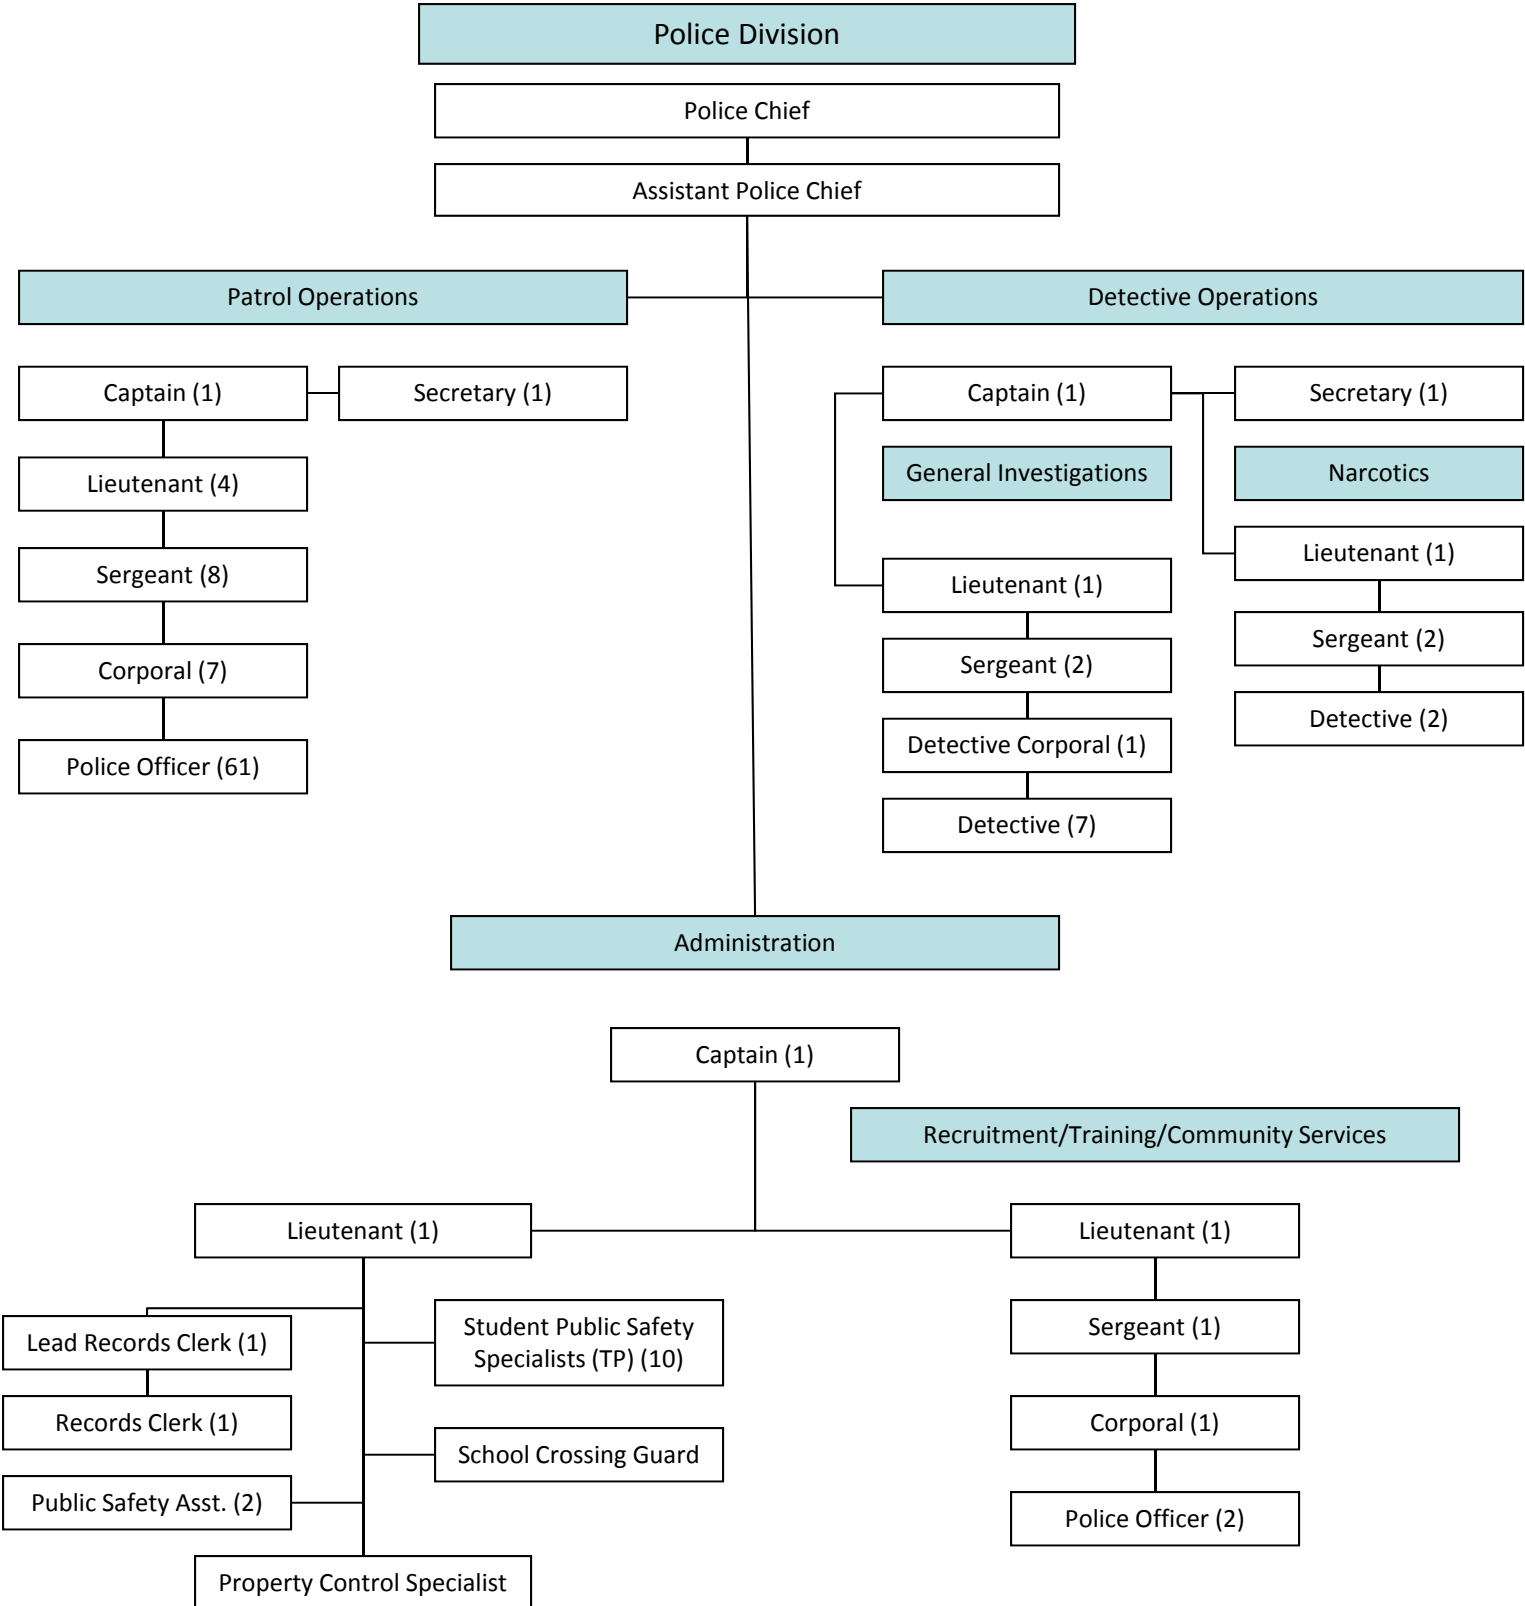 Police Division
Police Chief
Assistant Police Chief
Patrol Operations
Detective Operations
Captain (1)
Secretary (1)
Captain (1)
Secretary (1)
Lieutenant (4)
General Investigations
Narcotics
Sergeant (8)
Lieutenant (1)
Lieutenant (1)
Corporal (7)
Sergeant (2)
Sergeant (2)
Police Officer (61)
Detective Corporal (1)
Detective (2)
Detective (7)
Administration
Captain (1)
Recruitment/Training/Community Services
Lieutenant (1)
Lieutenant (1)
Lead Records Clerk (1)
Student Public Safety
Specialists (TP) (10)
Sergeant (1)
Records Clerk (1)
School Crossing Guard
Corporal (1)
Public Safety Asst. (2)
Police Officer (2)
Property Control Specialist